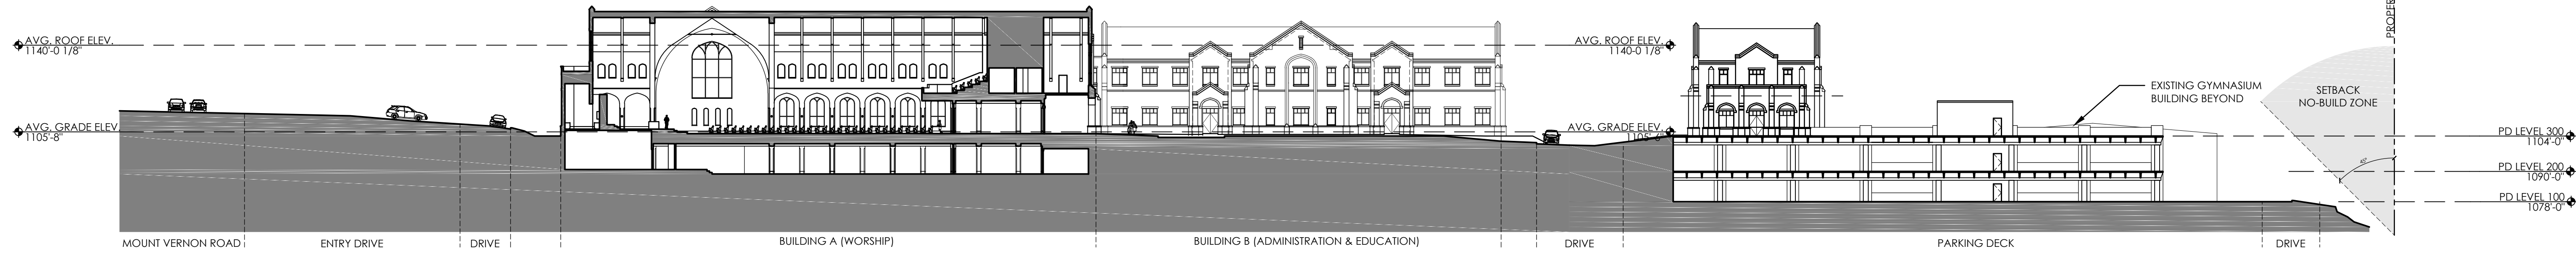 AVG. ROOF ELEV.
1140'-0 1/8"
AVG. GRADE ELEV.
1105'-8"
AVG. ROOF ELEV.
1140-0 1/8"
AVG. GRADE ELEV.
PROPER
EXISTING GYMNASIUM
BUILDING BEYOND
SETBACK
NO-BUILD ZONE
45°
PD LEVEL 300
1104'-0"
PD LEVEL 200
1090'-0"
PD LEVEL 100
1078'-0"
MOUNT VERNON ROAD
ENTRY DRIVE
DRIVE
BUILDING A (WORSHIP)
BUILDING B (ADMINISTRATION & EDUCATION)
DRIVE
PARKING DECK
DRIVE